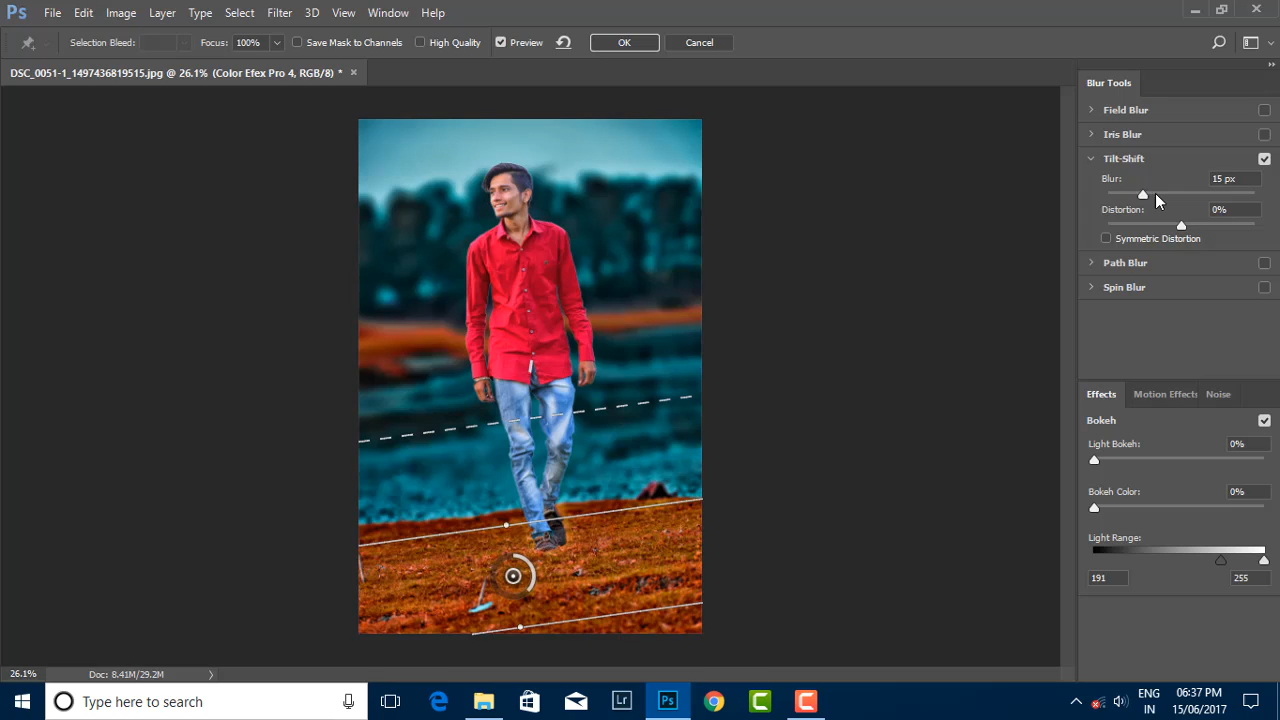 Ps File Edit Image Layer Type Select Filter 3D View Window Help
Selection Bleed: Focus: 100% Save Mask to Channels High Quality Preview OK Cancel
DSC_0051-1_1497436819515.jpg @ 26.1% (Color Efex Pro 4, RGB/8) *
Blur Tools
Field Blur
Iris Blur
Tilt-Shift
Blur: 15 px
Distortion: 0%
Symmetric Distortion
Path Blur
Spin Blur
Effects Motion Effects Noise
Bokeh
Light Bokeh: 0%
Bokeh Color: 0%
Light Range:
191 255
26.1% Doc: 8.41M/29.2M
Type here to search
Lr Ps C C
ENG 06:37 PM
IN 15/06/2017